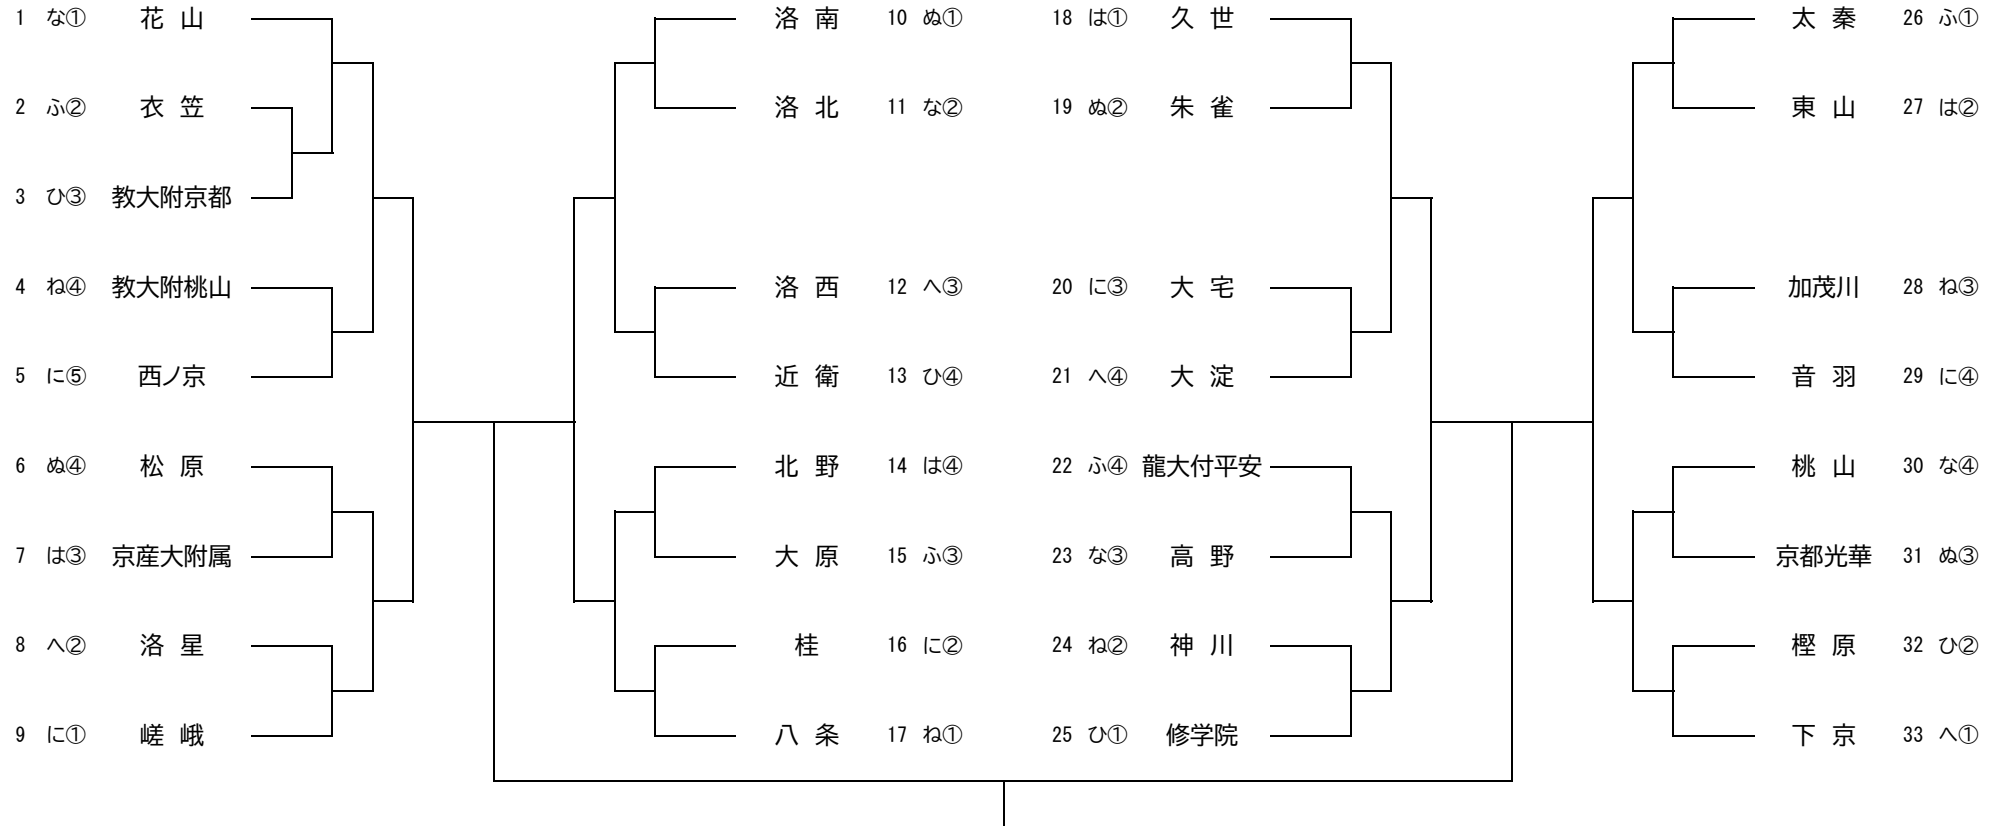 1 な① 花 山
2 ふ② 衣 笠
3 ひ③ 教大附京都
4 ね④ 教大附桃山
5 に⑤ 西ノ京
6 ぬ④ 松 原
7 は③ 京産大附属
8 へ② 洛 星
9 に① 嵯 峨
洛 南 10 ぬ①
洛 北 11 な②
洛 西 12 へ③
近 衛 13 ひ④
北 野 14 は④
大 原 15 ふ③
桂 16 に②
八 条 17 ね①
18 は① 久 世
19 ぬ② 朱 雀
20 に③ 大 宅
21 へ④ 大 淀
22 ふ④ 龍大付平安
23 な③ 高 野
24 ね② 神 川
25 ひ① 修学院
太 秦 26 ふ①
東 山 27 は②
加茂川 28 ね③
音 羽 29 に④
桃 山 30 な④
京都光華 31 ぬ③
樫 原 32 ひ②
下 京 33 へ①